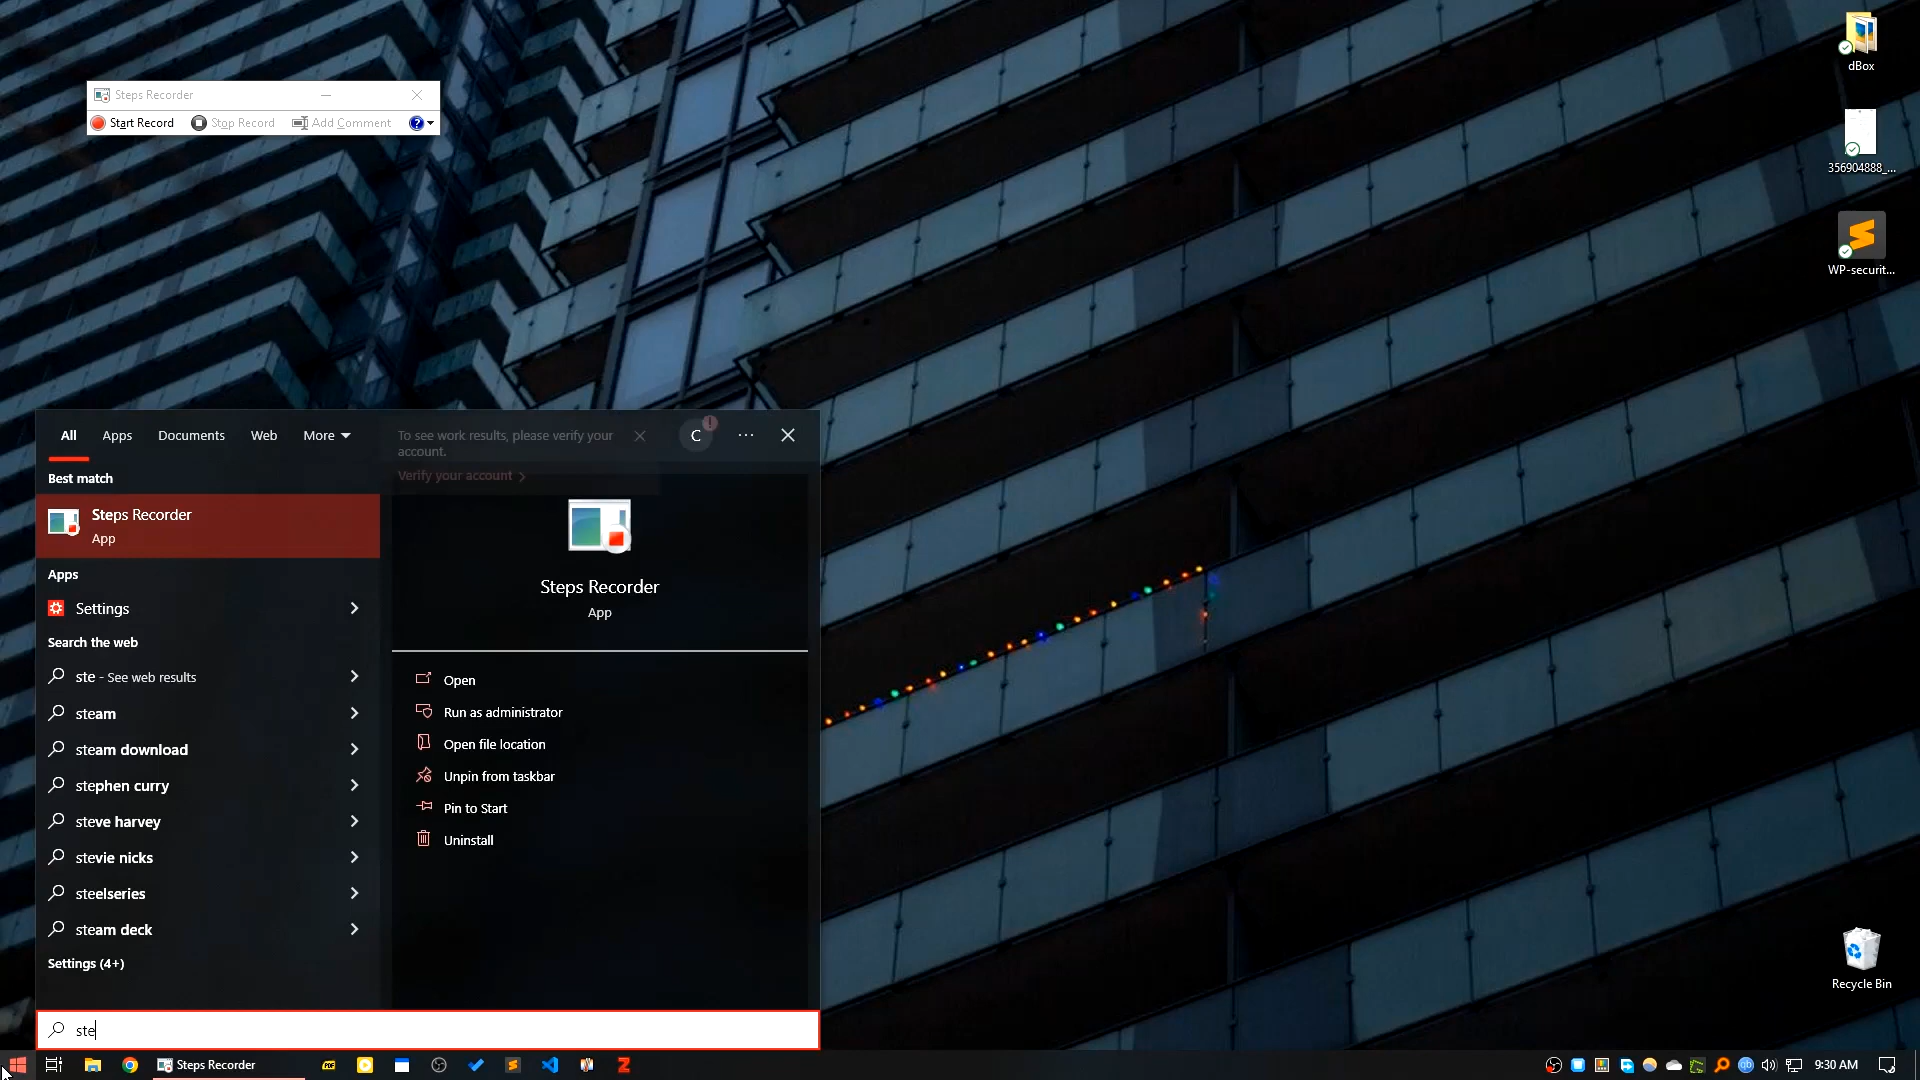 Steps Recorder
Start Record
Stop Record
Add Comment
dBox
356904888_...
WP-securit...
All
Apps
Documents
Web
More
To see work results, please verify your
account.
Verify your account
C
Best match
Steps Recorder
App
Apps
Settings
Search the web
ste - See web results
steam
steam download
stephen curry
steve harvey
stevie nicks
steelseries
steam deck
Settings (4+)
Steps Recorder
App
Open
Run as administrator
Open file location
Unpin from taskbar
Pin to Start
Uninstall
Recycle Bin
ste
Steps Recorder
9:30 AM